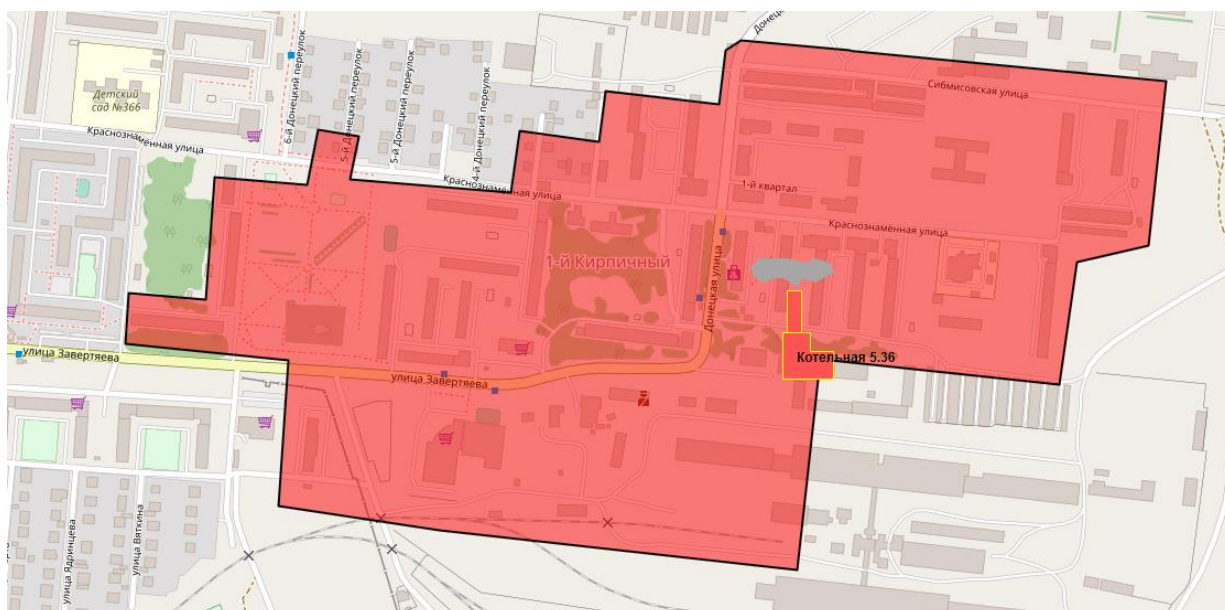 Донецкая
Сибмисовская улица
Детский
сад №366
6-й Донецкий переулок
5-й Донецкий переулок
5-й Донецкий переулок
4-й Донецкий переулок
Краснознамённая улица
Краснознамённая улица
1-й квартал
Краснознамённая улица
1-й Кирпичный
Донецкая улица
улица Завертяева
Котельная 5.36
улица Завертяева
улица Ядринцева
улица Вяткина